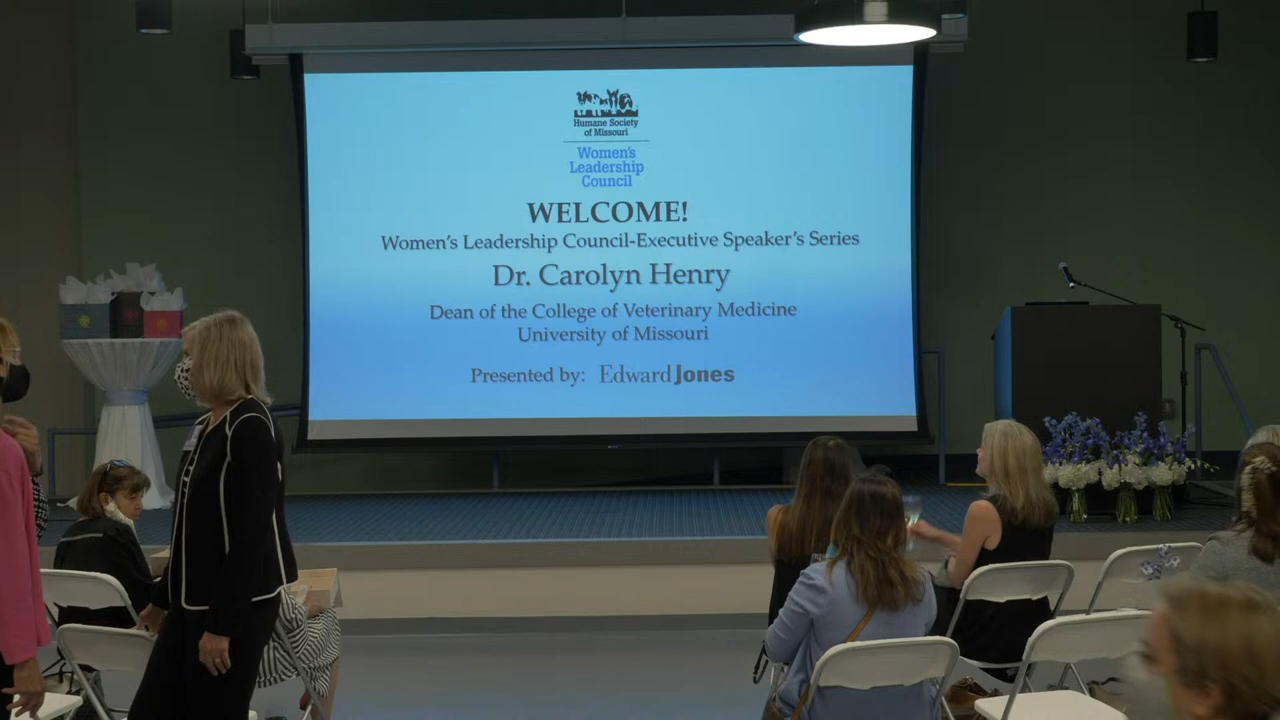 Humane Society
of Missouri
Women's
Leadership
Council
WELCOME!
Women's Leadership Council-Executive Speaker's Series
Dr. Carolyn Henry
Dean of the College of Veterinary Medicine
University of Missouri
Presented by: Edward Jones